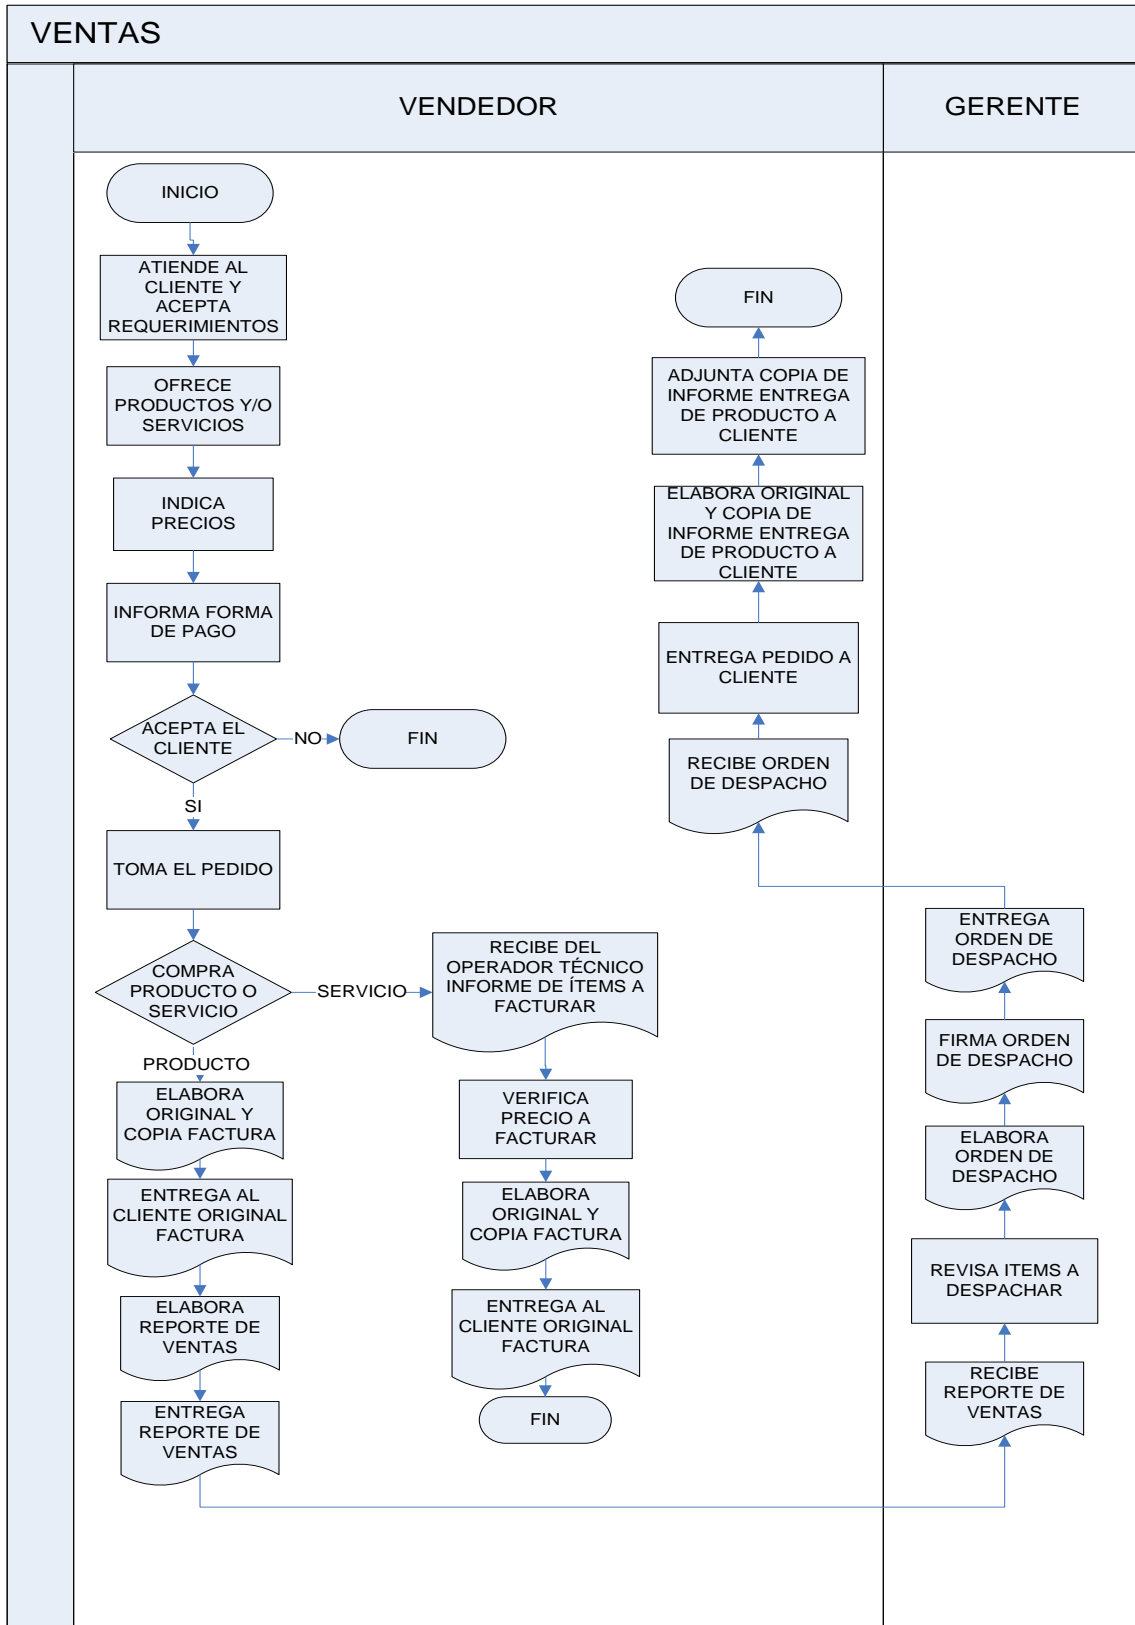 VENTAS
VENDEDOR
GERENTE
INICIO
ATIENDE AL
CLIENTE Y
ACEPTA
REQUERIMIENTOS
OFRECE
PRODUCTOS Y/O
SERVICIOS
INDICA
PRECIOS
INFORMA FORMA
DE PAGO
ACEPTA EL
CLIENTE
NO
FIN
SI
TOMA EL PEDIDO
COMPRA
PRODUCTO O
SERVICIO
SERVICIO
PRODUCTO
ELABORA
ORIGINAL Y
COPIA FACTURA
ENTREGA AL
CLIENTE ORIGINAL
FACTURA
ELABORA
REPORTE DE
VENTAS
ENTREGA
REPORTE DE
VENTAS
RECIBE DEL
OPERADOR TÉCNICO
INFORME DE ÍTEMS A
FACTURAR
VERIFICA
PRECIO A
FACTURAR
ELABORA
ORIGINAL Y
COPIA FACTURA
ENTREGA AL
CLIENTE ORIGINAL
FACTURA
FIN
FIN
ADJUNTA COPIA DE
INFORME ENTREGA
DE PRODUCTO A
CLIENTE
ELABORA ORIGINAL
Y COPIA DE
INFORME ENTREGA
DE PRODUCTO A
CLIENTE
ENTREGA PEDIDO A
CLIENTE
RECIBE ORDEN
DE DESPACHO
ENTREGA
ORDEN DE
DESPACHO
FIRMA ORDEN
DE DESPACHO
ELABORA
ORDEN DE
DESPACHO
REVISA ITEMS A
DESPACHAR
RECIBE
REPORTE DE
VENTAS